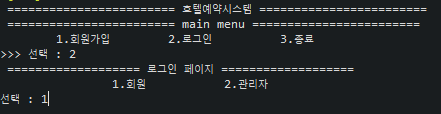 ========================= 호텔예약시스템 =========================
========================= main menu =========================
1.회원가입 2.로그인 3.종료
>>> 선택 : 2
=================== 로그인 페이지 ===================
1.회원 2.관리자
선택 : 1